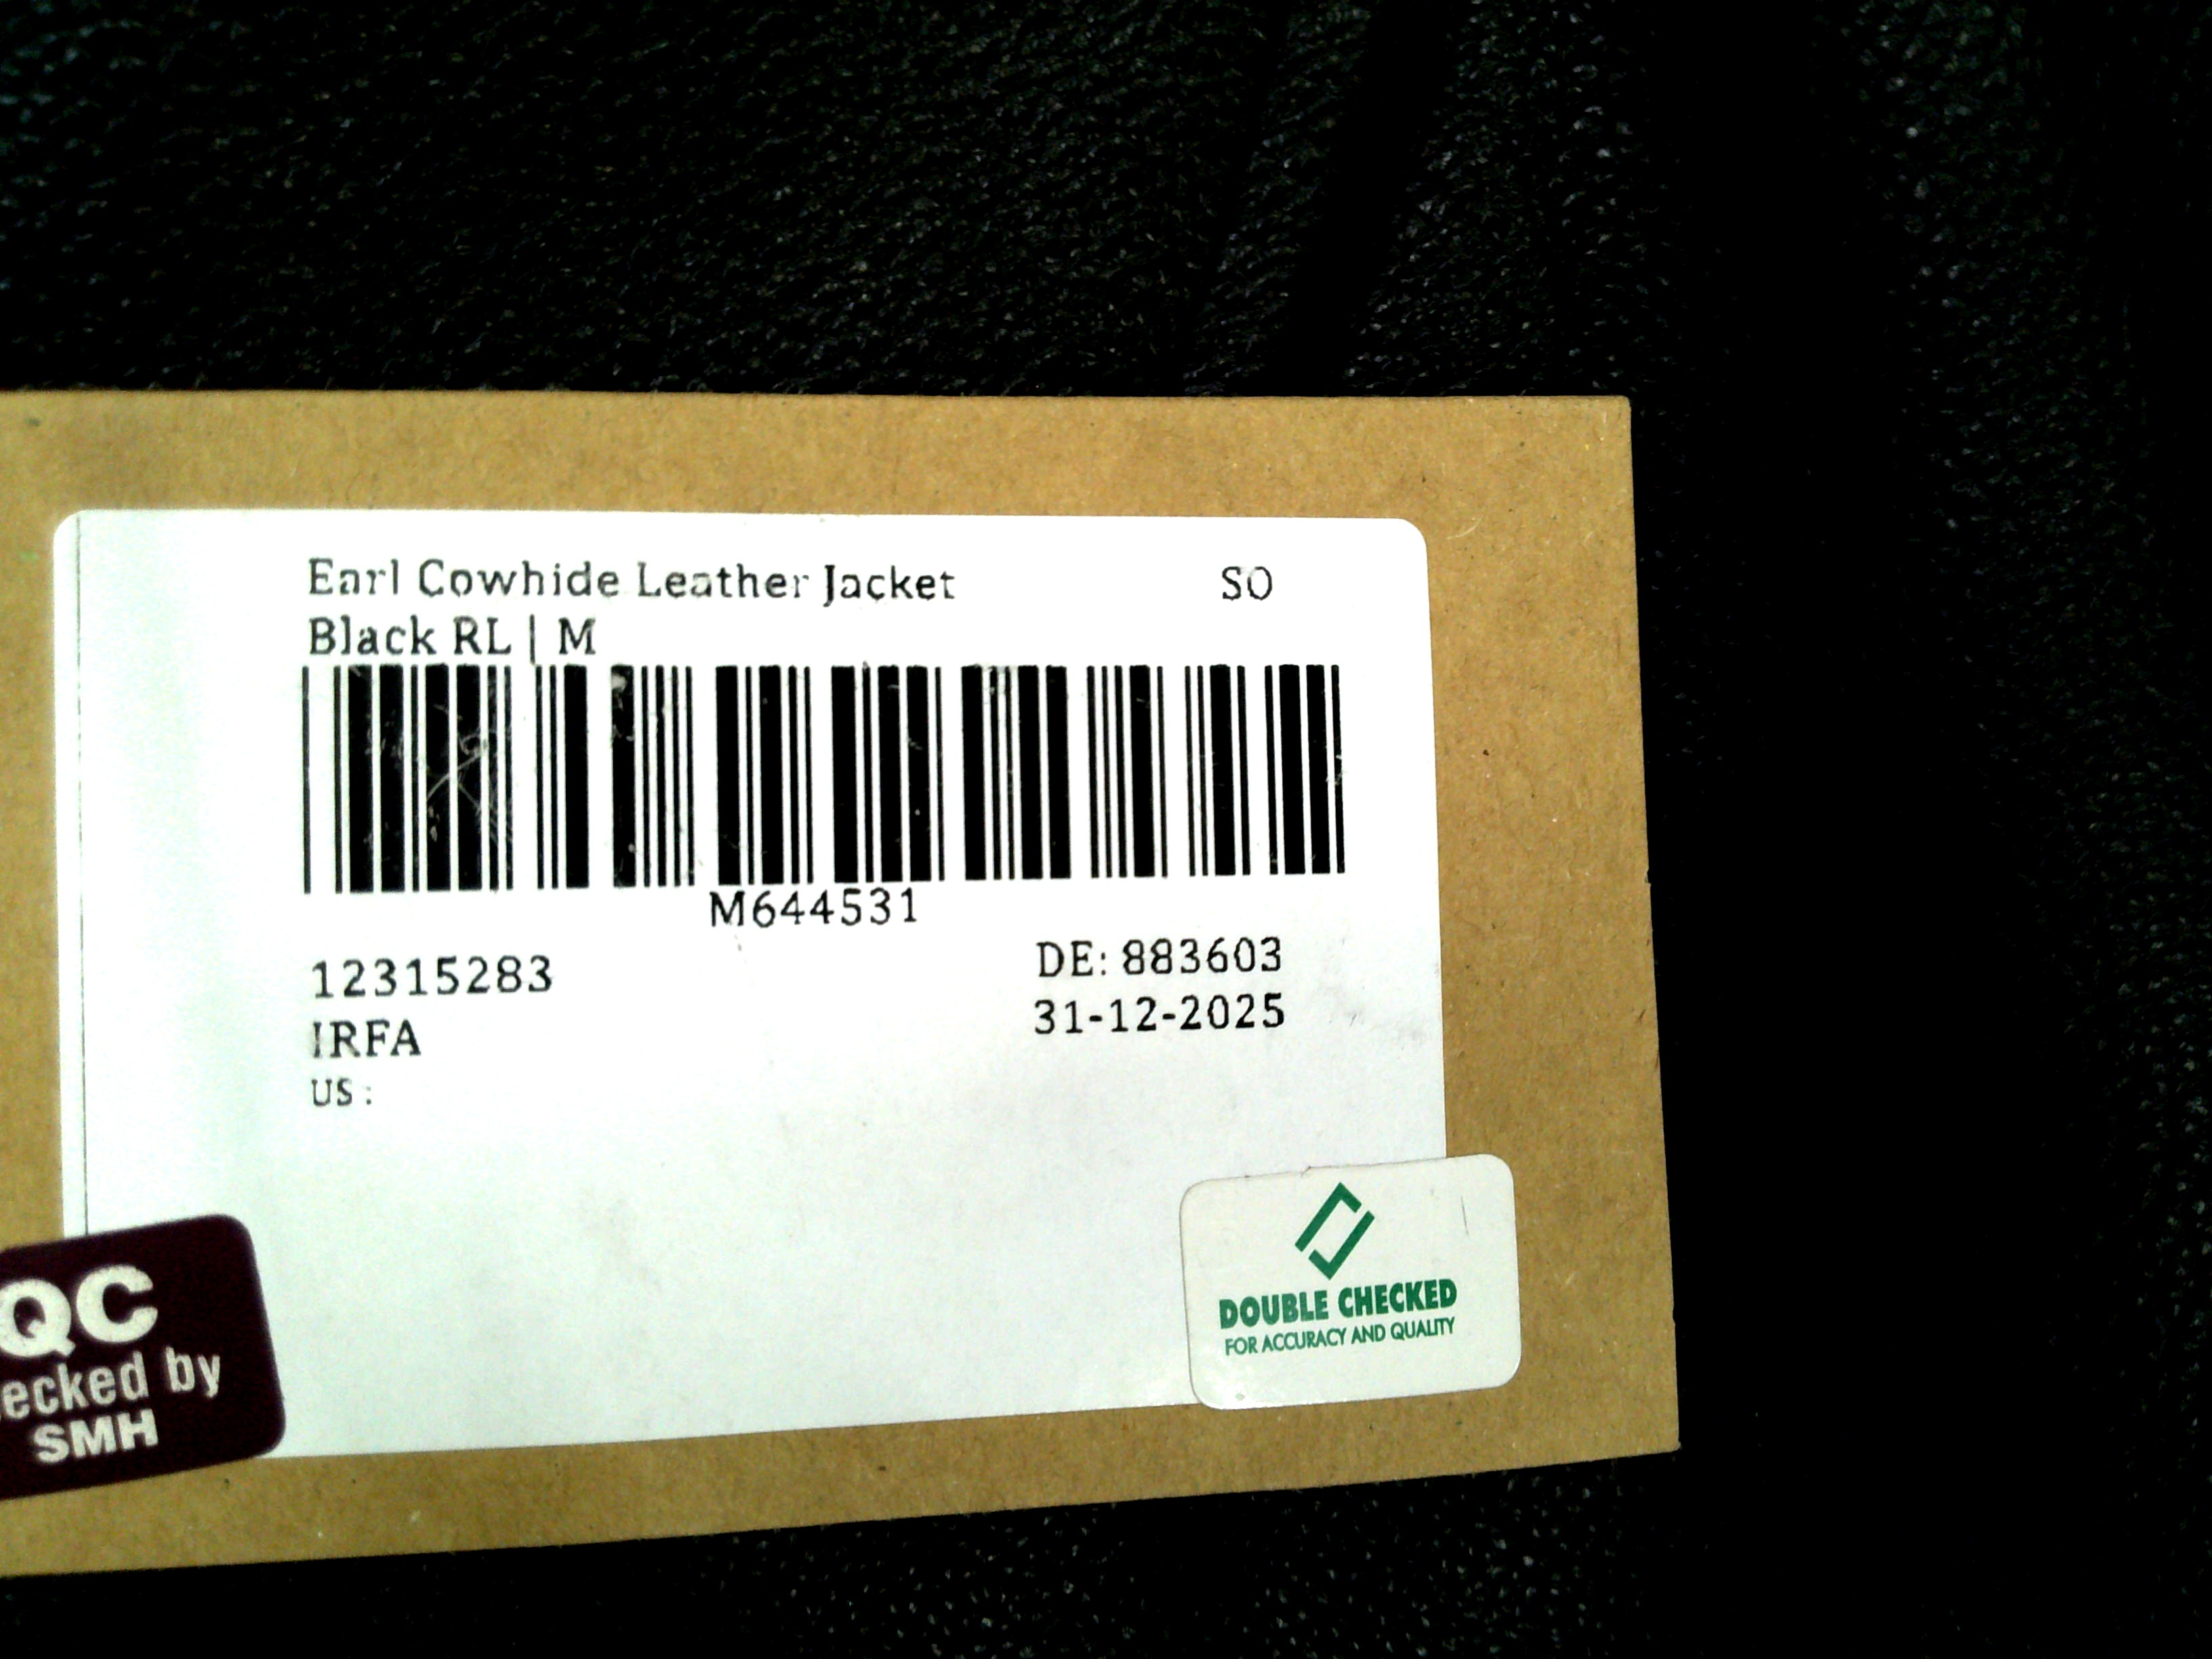 Earl Cowhide Leather Jacket SO
Black RL | M
M644531
12315283
DE: 883603
IRFA
31-12-2025
US :
QC
ecked by
SMH
DOUBLE CHECKED
FOR ACCURACY AND QUALITY